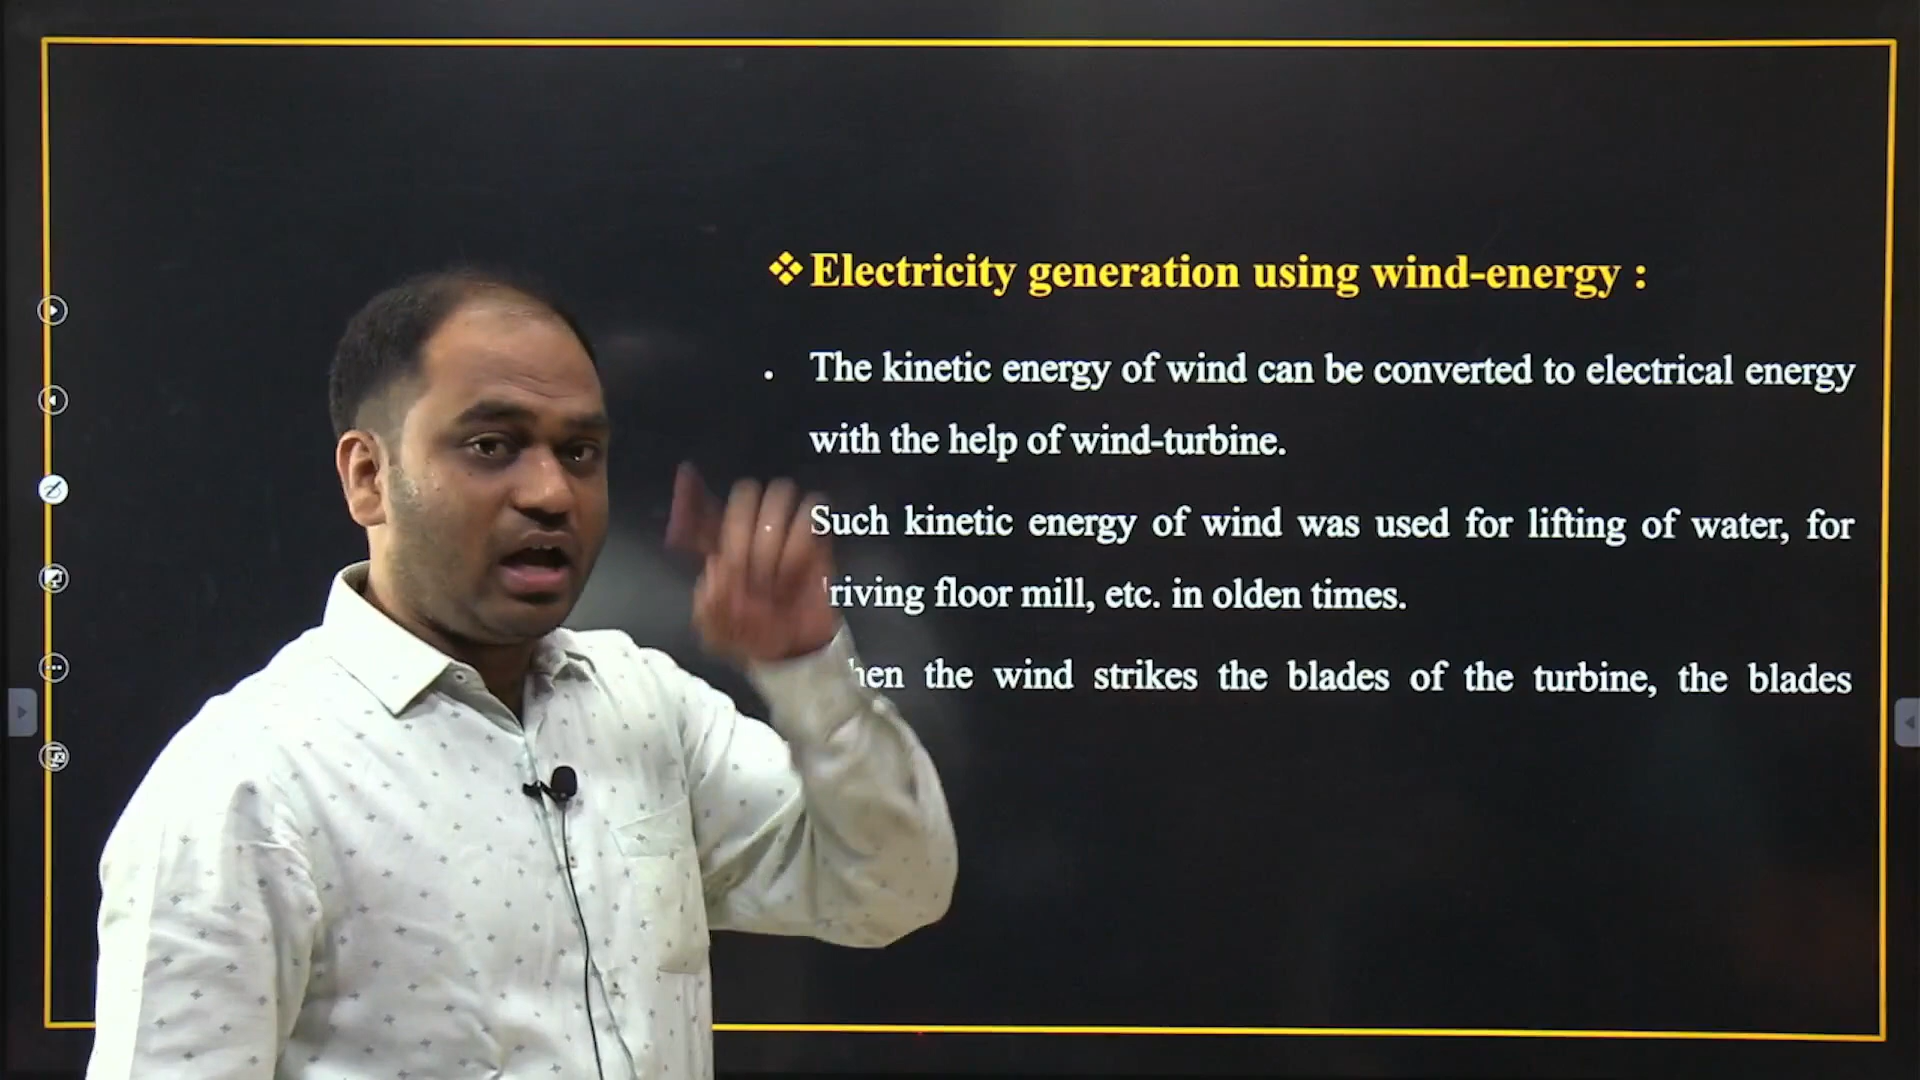 ❖ Electricity generation using wind-energy :
. The kinetic energy of wind can be converted to electrical energy
with the help of wind-turbine.
Such kinetic energy of wind was used for lifting of water, for
riving floor mill, etc. in olden times.
hen the wind strikes the blades of the turbine, the blades